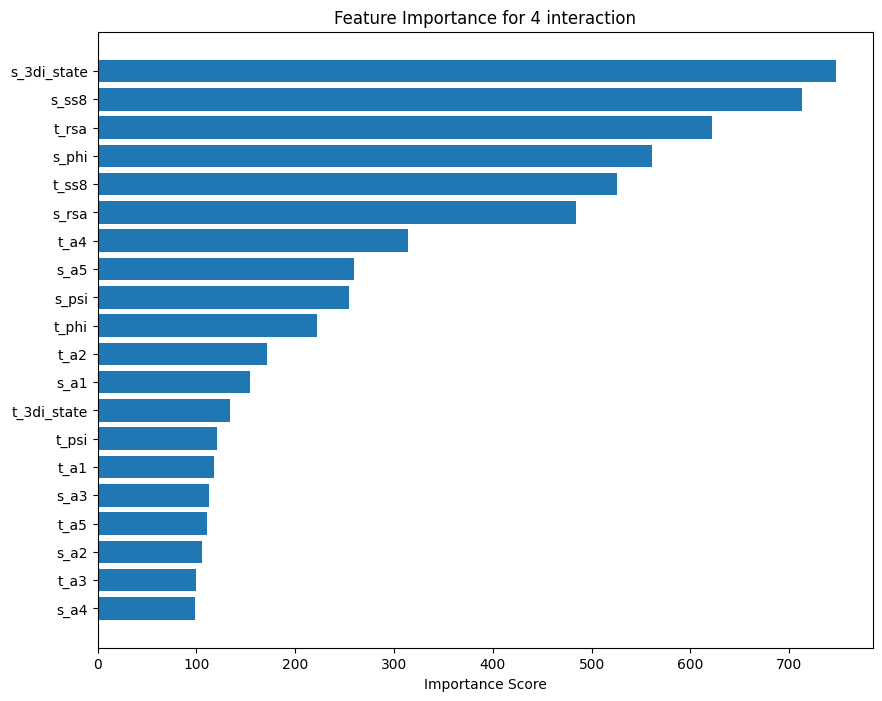 Feature Importance for 4 interaction
s_3di_state
s_ss8
t_rsa
s_phi
t_ss8
s_rsa
t_a4
s_a5
s_psi
t_phi
t_a2
s_a1
t_3di_state
t_psi
t_a1
s_a3
t_a5
s_a2
t_a3
s_a4
0 100 200 300 400 500 600 700
Importance Score